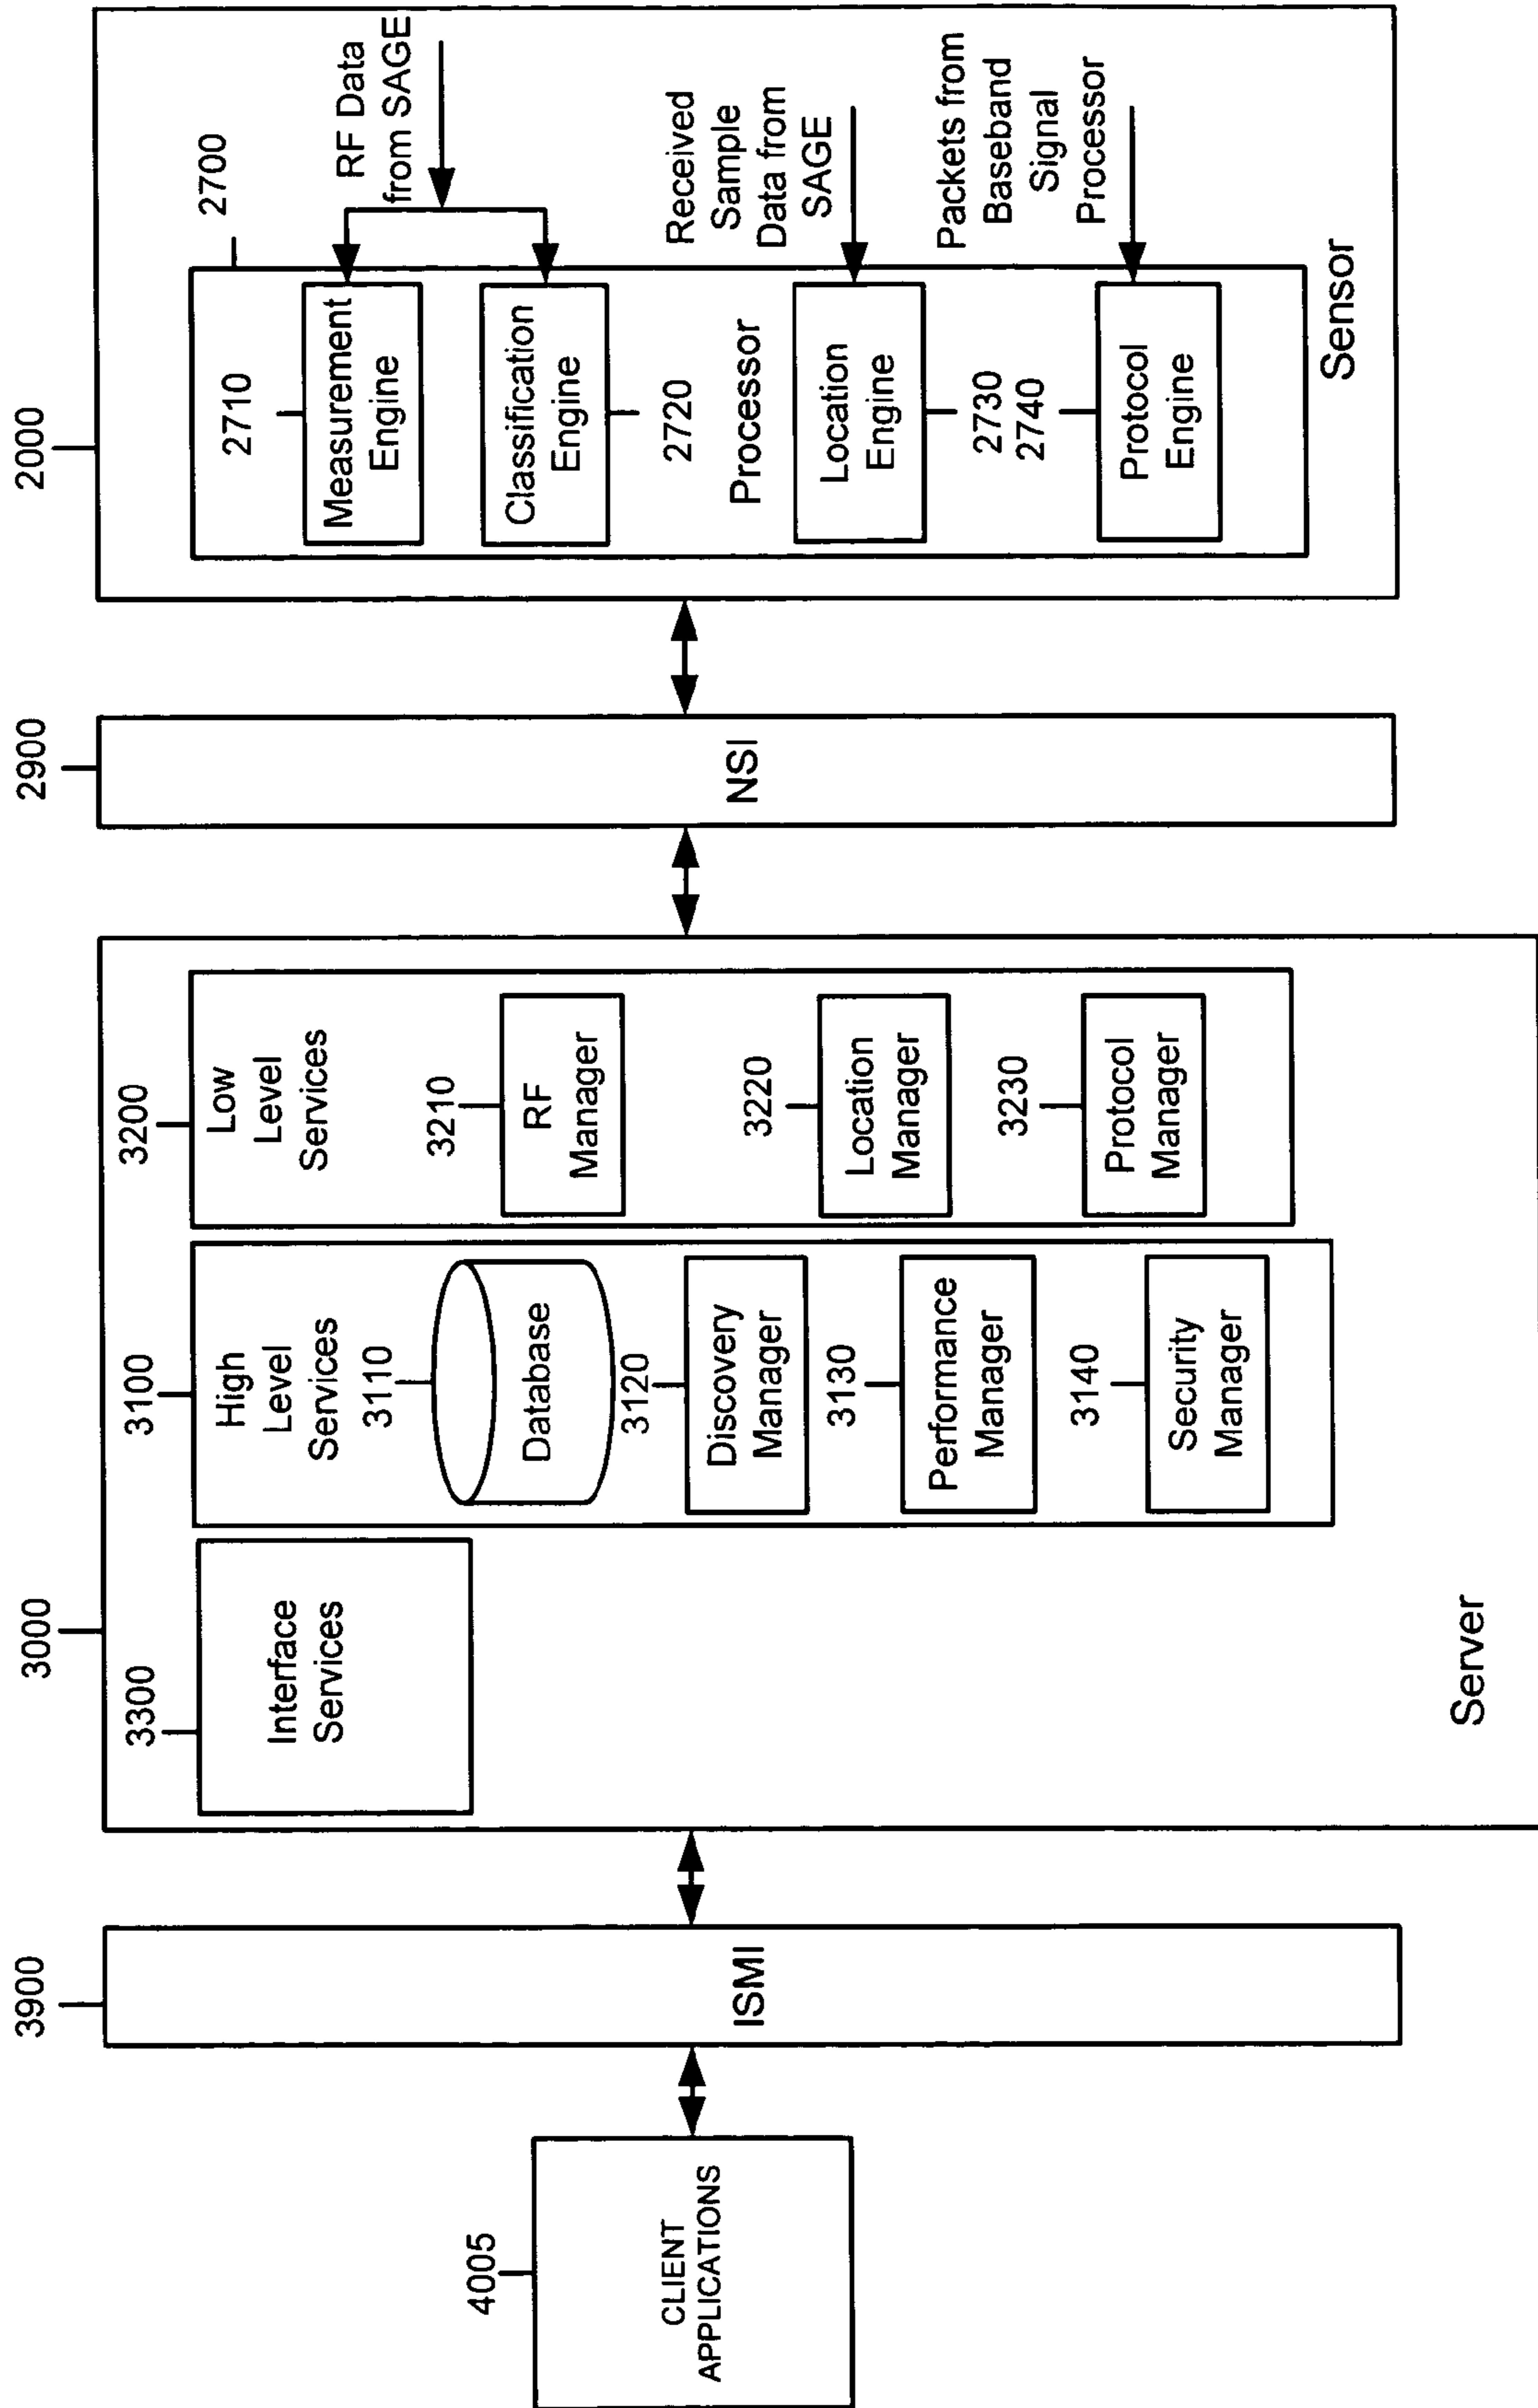 4005
CLIENT
APPLICATIONS
3900
ISMI
3000
Server
3300
Interface
Services
3100
High
Level
Services
3110
Database
3120
Discovery
Manager
3130
Performance
Manager
3140
Security
Manager
3200
Low
Level
Services
3210
RF
Manager
3220
Location
Manager
3230
Protocol
Manager
2900
NSI
2000
Sensor
2700
Processor
2710
Measurement
Engine
2720
Classification
Engine
2730
Location
Engine
2740
Protocol
Engine
RF Data
from SAGE
Received
Sample
Data from
SAGE
Packets from
Baseband
Signal
Processor